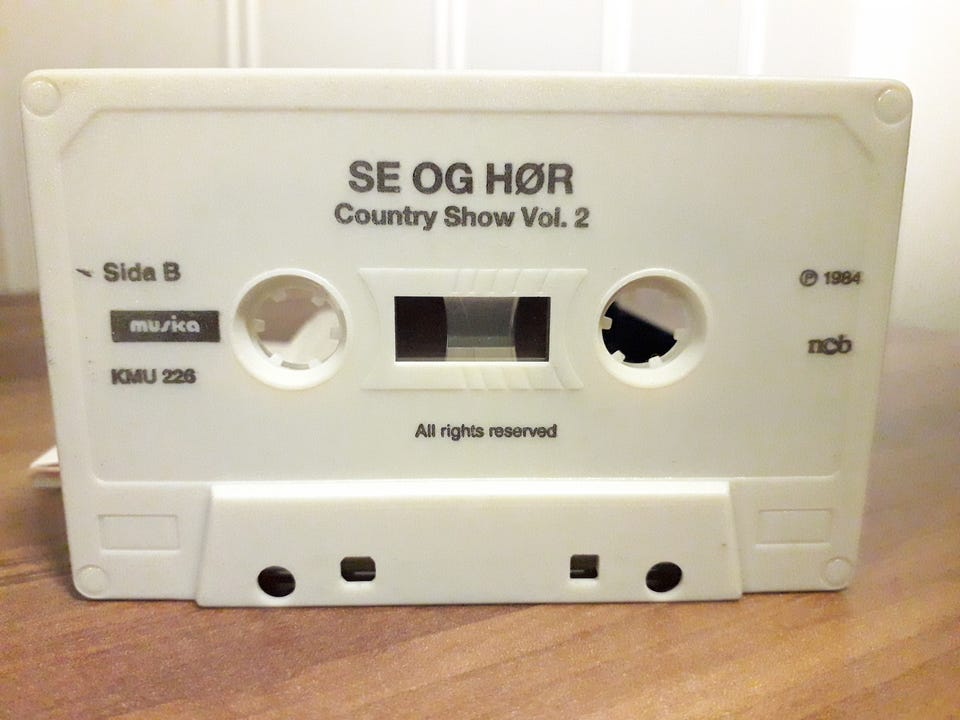 SE OG HØR
Country Show Vol. 2
Sida B
musica
KMU 226
℗ 1984
ncb
All rights reserved